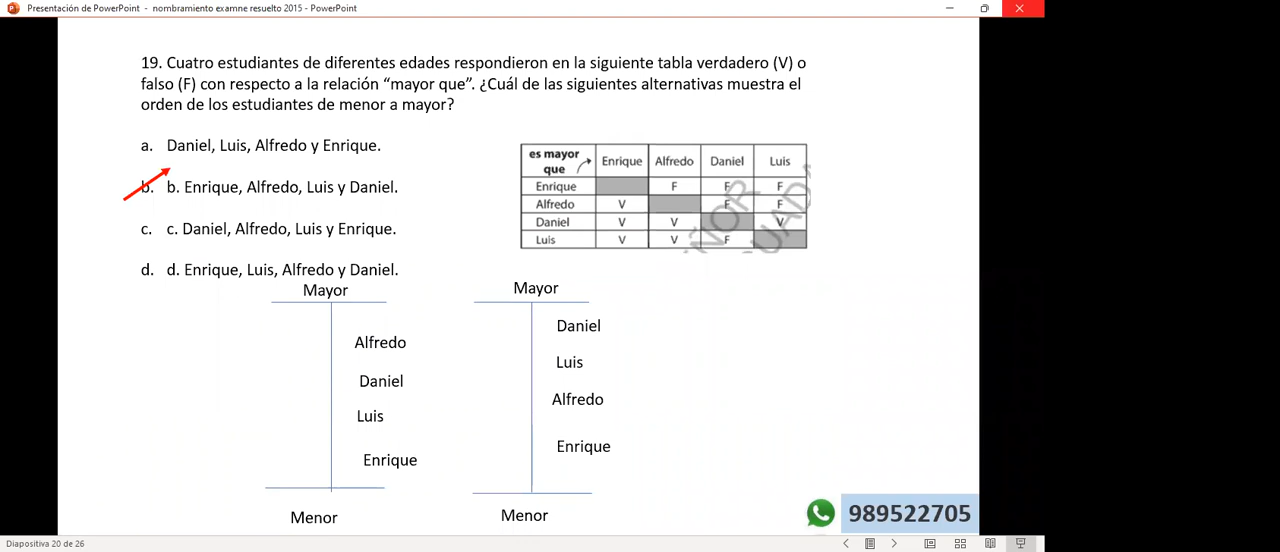 Presentación de PowerPoint - nombramiento examne resuelto 2015 - PowerPoint
19. Cuatro estudiantes de diferentes edades respondieron en la siguiente tabla verdadero (V) o
falso (F) con respecto a la relación “mayor que”. ¿Cuál de las siguientes alternativas muestra el
orden de los estudiantes de menor a mayor?
a. Daniel, Luis, Alfredo y Enrique.
b. b. Enrique, Alfredo, Luis y Daniel.
c. c. Daniel, Alfredo, Luis y Enrique.
d. d. Enrique, Luis, Alfredo y Daniel.
es mayor que Enrique Alfredo Daniel Luis
Enrique F F F
Alfredo V F F
Daniel V V V
Luis V V F
Mayor
Alfredo
Daniel
Luis
Enrique
Menor
Mayor
Daniel
Luis
Alfredo
Enrique
Menor
989522705
Diapositiva 20 de 26